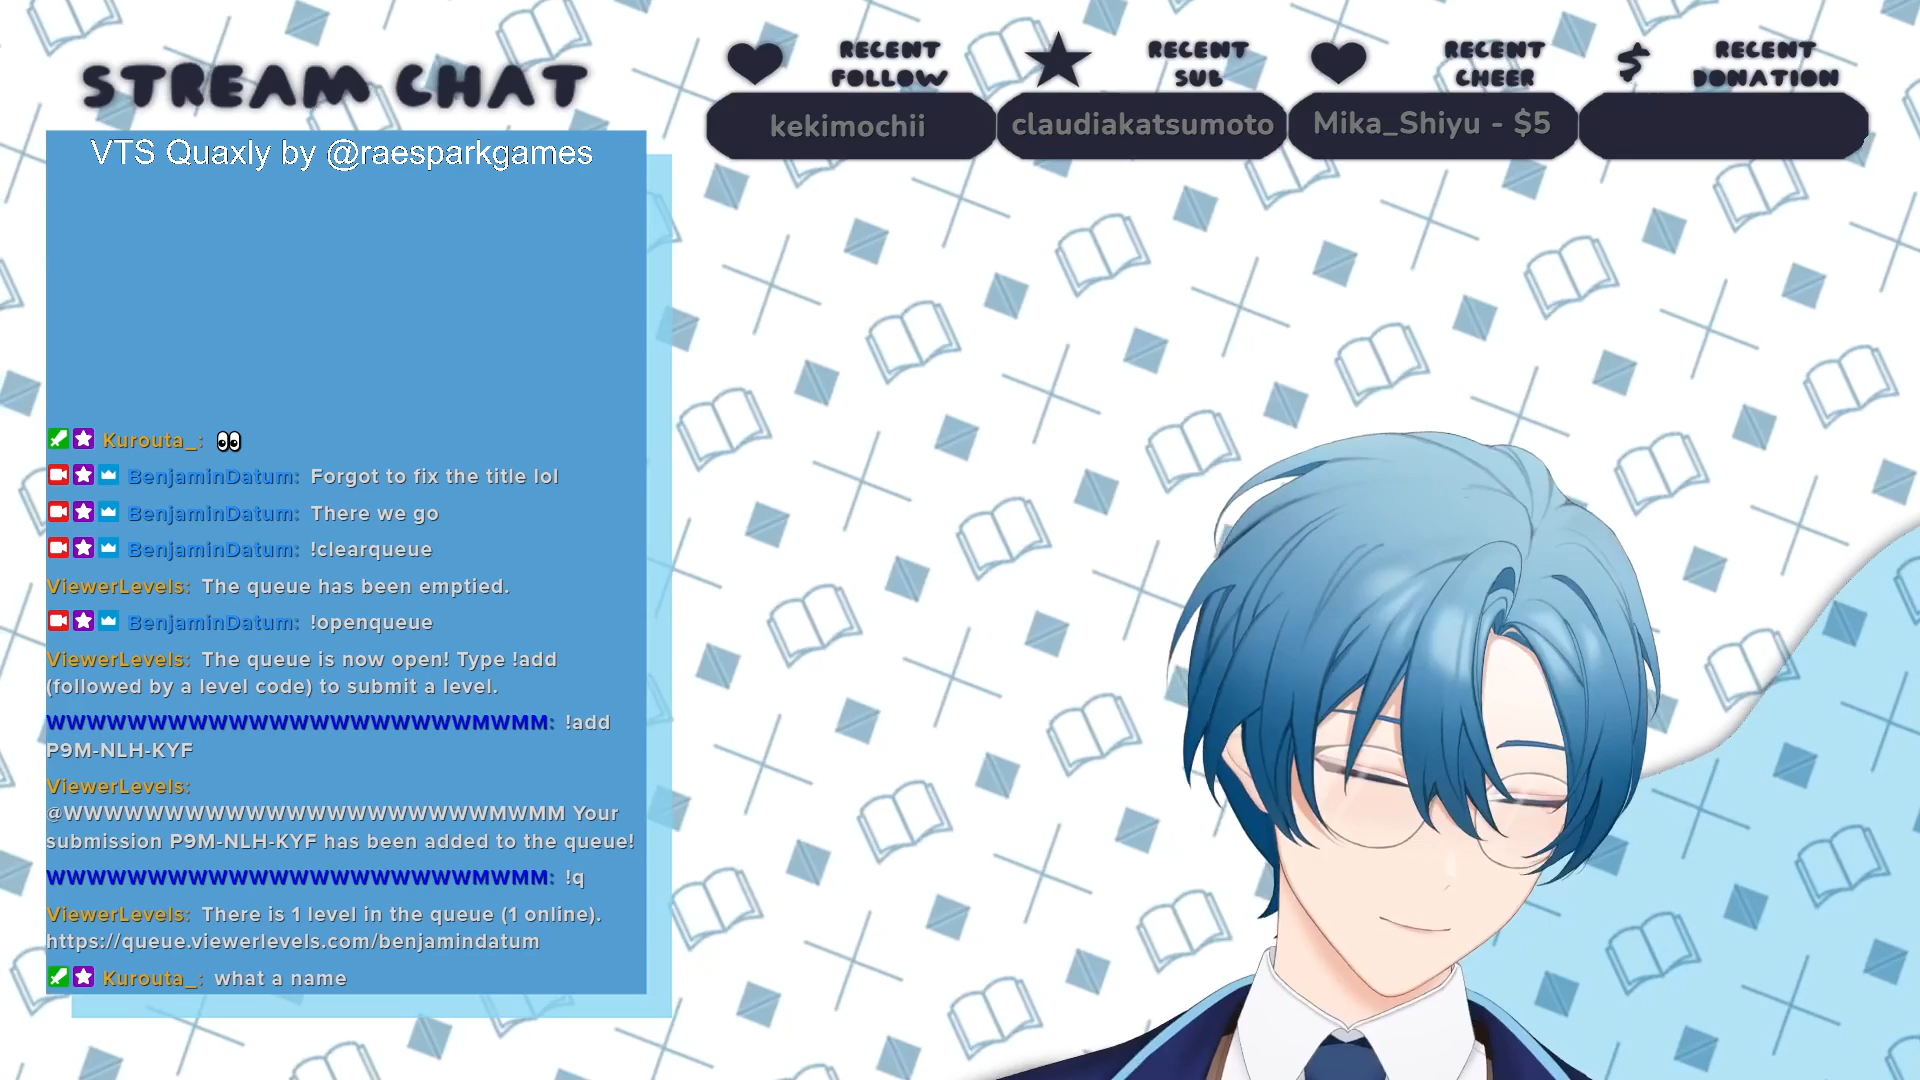 STREAM CHAT
RECENT FOLLOW
kekimochii
RECENT SUB
claudiakatsumoto
RECENT CHEER
Mika_Shiyu - $5
RECENT DONATION
VTS Quaxly by @raesparkgames
Kurouta_: 👀
BenjaminDatum: Forgot to fix the title lol
BenjaminDatum: There we go
BenjaminDatum: !clearqueue
ViewerLevels: The queue has been emptied.
BenjaminDatum: !openqueue
ViewerLevels: The queue is now open! Type !add
(followed by a level code) to submit a level.
WWWWWWWWWWWWWWWWWWWWWMWMM: !add
P9M-NLH-KYF
ViewerLevels:
@WWWWWWWWWWWWWWWWWWWWWMWMM Your
submission P9M-NLH-KYF has been added to the queue!
WWWWWWWWWWWWWWWWWWWWWMWMM: !q
ViewerLevels: There is 1 level in the queue (1 online).
https://queue.viewerlevels.com/benjamindatum
Kurouta_: what a name